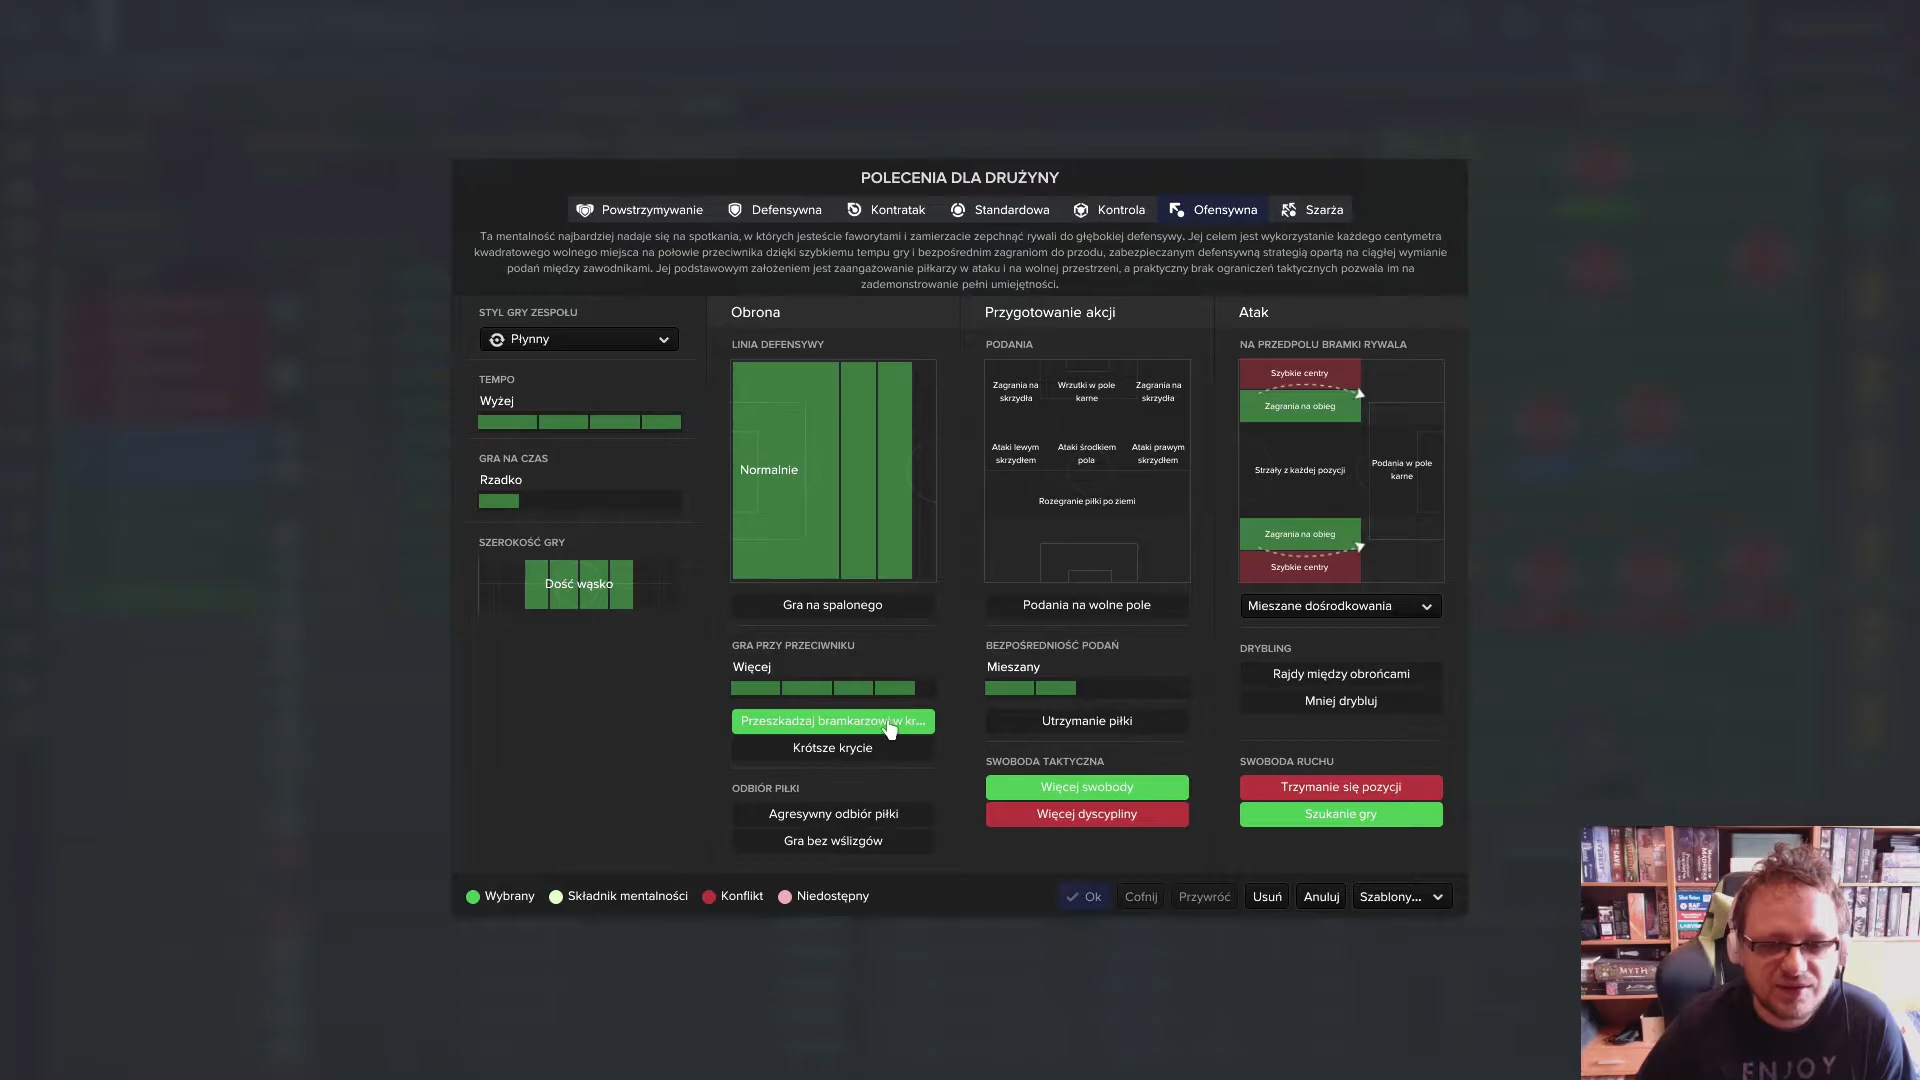 POLECENIA DLA DRUŻYNY
Powstrzymywanie
Defensywna
Kontratak
Standardowa
Kontrola
Ofensywna
Szarża
Ta mentalność najbardziej nadaje się na spotkania, w których jesteście faworytami i zamierzacie zepchnąć rywali do głębokiej defensywy. Jej celem jest wykorzystanie każdego centymetra
kwadratowego wolnego miejsca na połowie przeciwnika dzięki szybkiemu tempu gry i bezpośrednim zagraniom do przodu, zabezpieczanym defensywną strategią opartą na ciągłej wymianie
podań między zawodnikami. Jej podstawowym założeniem jest zaangażowanie piłkarzy w ataku i na wolnej przestrzeni, a praktyczny brak ograniczeń taktycznych pozwala im na
zademonstrowanie pełni umiejętności.
STYL GRY ZESPOŁU
Płynny
TEMPO
Wyżej
GRA NA CZAS
Rzadko
SZEROKOŚĆ GRY
Dość wąsko
Obrona
LINIA DEFENSYWY
Normalnie
Gra na spalonego
GRA PRZY PRZECIWNIKU
Więcej
Przeszkadzaj bramkarzowi w kr...
Krótsze krycie
ODBIÓR PIŁKI
Agresywny odbiór piłki
Gra bez wślizgów
Przygotowanie akcji
PODANIA
Zagrania na
skrzydła
Wrzutki w pole
karne
Zagrania na
skrzydła
Ataki lewym
skrzydłem
Ataki środkiem
pola
Ataki prawym
skrzydłem
Rozegranie piłki po ziemi
Podania na wolne pole
BEZPOŚREDNIOŚĆ PODAŃ
Mieszany
Utrzymanie piłki
SWOBODA TAKTYCZNA
Więcej swobody
Więcej dyscypliny
Atak
NA PRZEDPOLU BRAMKI RYWALA
Szybkie centry
Zagrania na obieg
Strzały z każdej pozycji
Podania w pole
karne
Zagrania na obieg
Szybkie centry
Mieszane dośrodkowania
DRYBLING
Rajdy między obrońcami
Mniej drybluj
SWOBODA RUCHU
Trzymanie się pozycji
Szukanie gry
Wybrany
Składnik mentalności
Konflikt
Niedostępny
Ok
Cofnij
Przywróć
Usuń
Anuluj
Szablony...
MYTH
ENJOY